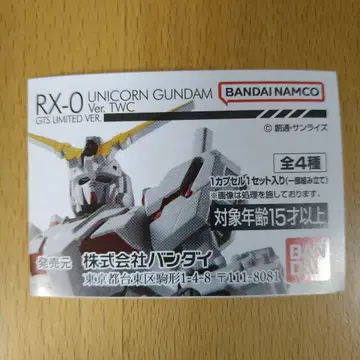 RX-0 UNICORN GUNDAM
Ver. TWC
GTS LIMITED VER.
BANDAI NAMCO
© 創通・サンライズ
全4種
1カプセル1セット入り(一部組み立て)
※画像は処理を施しております。
対象年齢15才以上
発売元 株式会社バンダイ
東京都台東区駒形1-4-8 〒111-8081
BAN
DAI